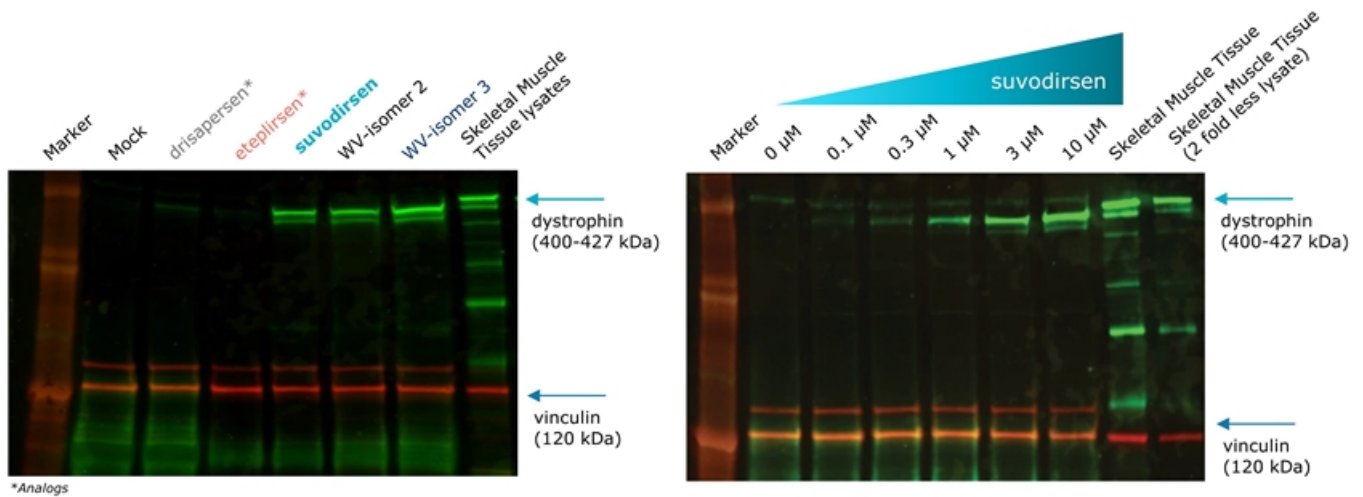 Marker
Mock
drisapersen*
eteplirsen*
suvodirsen
WV-isomer 2
WV-isomer 3
Skeletal Muscle
Tissue lysates
dystrophin
(400-427 kDa)
vinculin
(120 kDa)
*Analogs
suvodirsen
Marker
0 µM
0.1 µM
0.3 µM
1 µM
3 µM
10 µM
Skeletal Muscle Tissue
Skeletal Muscle Tissue
(2 fold less lysate)
dystrophin
(400-427 kDa)
vinculin
(120 kDa)